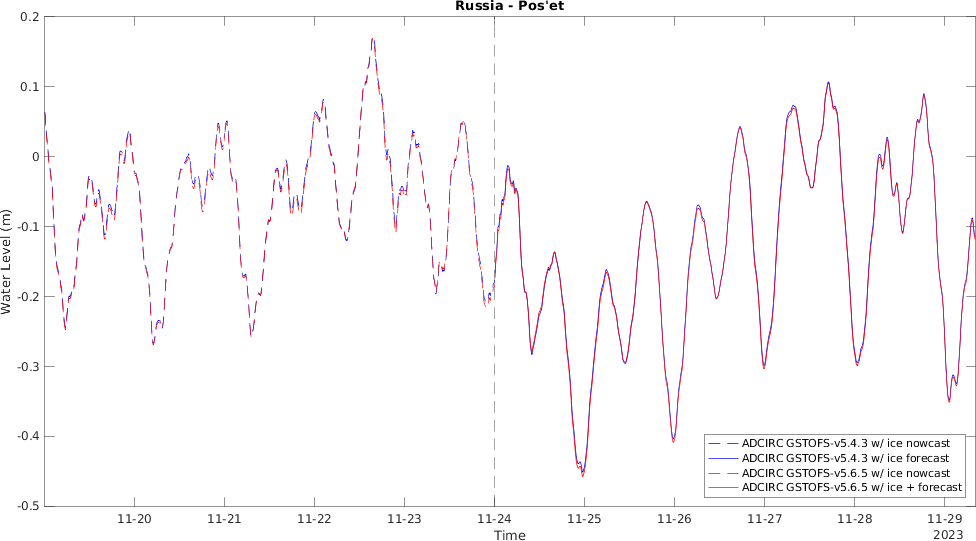 Russia - Pos'et
0.2
0.1
0
-0.1
-0.2
-0.3
-0.4
-0.5
Water Level (m)
ADCIRC GSTOFS-v5.4.3 w/ ice nowcast
ADCIRC GSTOFS-v5.4.3 w/ ice forecast
ADCIRC GSTOFS-v5.6.5 w/ ice nowcast
ADCIRC GSTOFS-v5.6.5 w/ ice + forecast
11-20 11-21 11-22 11-23 11-24 11-25 11-26 11-27 11-28 11-29
Time 2023